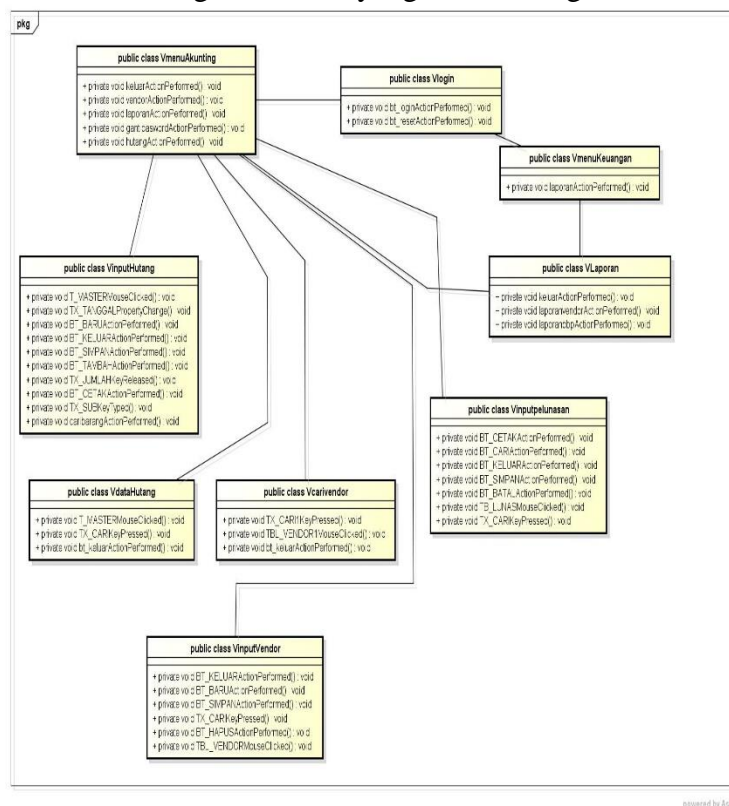 pkg
public class VmenuAkunting
+ private void keluarActionPerformed() : void
+ private void vendorActionPerformed() : void
+ private void laporanActionPerformed() : void
+ private void gant paswordActionPerformed() : void
+ private void hutangActionPerformed() : void
public class Vlogin
+ private void bt_loginActionPerformed() : void
+ private void bt_resetActionPerformed() : void
public class VmenuKeuangan
+ private void laporanActionPerformed() : void
public class VinputHutang
+ private void T_MASTERMouseClicked() : void
+ private void TX_TANGGALPropertyChange() : void
+ private void BT_BARUActionPerformed() : void
+ private void BT_KELUARActionPerformed() : void
+ private void BT_SIMPANActionPerformed() : void
+ private void BT_TAMBAHActionPerformed() : void
+ private void TX_JUMLAHKeyReleased() : void
+ private void BT_CETAKActionPerformed() : void
+ private void TX_SUBKeyTyped() : void
+ private void caribarangActionPerformed() : void
public class VLaporan
- private void keluarActionPerformed() : void
- private void laporanvendorActionPerformed() : void
- private void laporancbpActionPerformed() : void
public class Vinputpelunasan
+ private void BT_CETAKActionPerformed() : void
+ private void BT_CARIActionPerformed() : void
+ private void BT_KELUARActionPerformed() : void
+ private void BT_SIMPANActionPerformed() : void
+ private void BT_BATALActionPerformed() : void
+ private void TB_LUNASMouseClicked() : void
+ private void TX_CARIKeyPressed() : void
public class VdataHutang
+ private void T_MASTERMouseClicked() : void
+ private void TX_CARIKeyPressed() : void
+ private void bt_keluarActionPerformed() : void
public class Vcarivendor
+ private void TX_CARI1KeyPressed() : void
+ private void TBL_VENDOR1MouseClicked() : void
+ private void bt_keluarActionPerformed() : void
public class VinputVendor
+ private void BT_KELUARActionPerformed() : void
+ private void BT_BARUActionPerformed() : void
+ private void BT_SIMPANActionPerformed() : void
+ private void TX_CARIKeyPressed() : void
+ private void BT_HAPUSActionPerformed() : void
+ private void TBL_VENDORMouseClicked() : void
powered by As